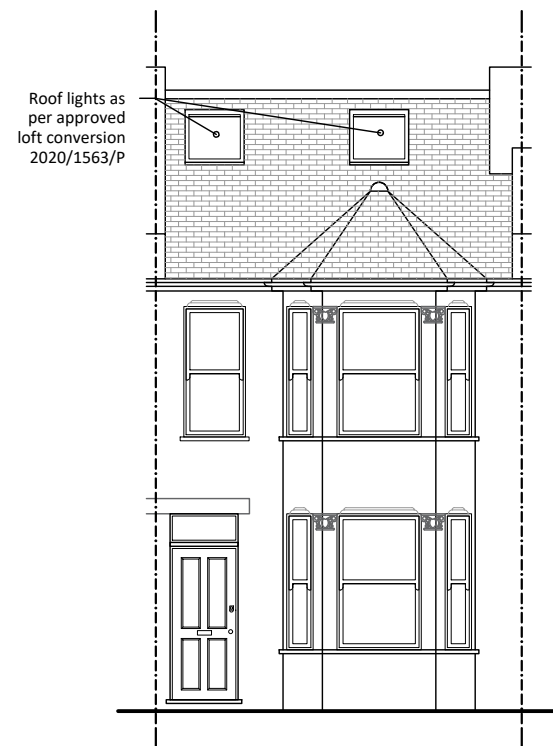 Roof lights as
per approved
loft conversion
2020/1563/P